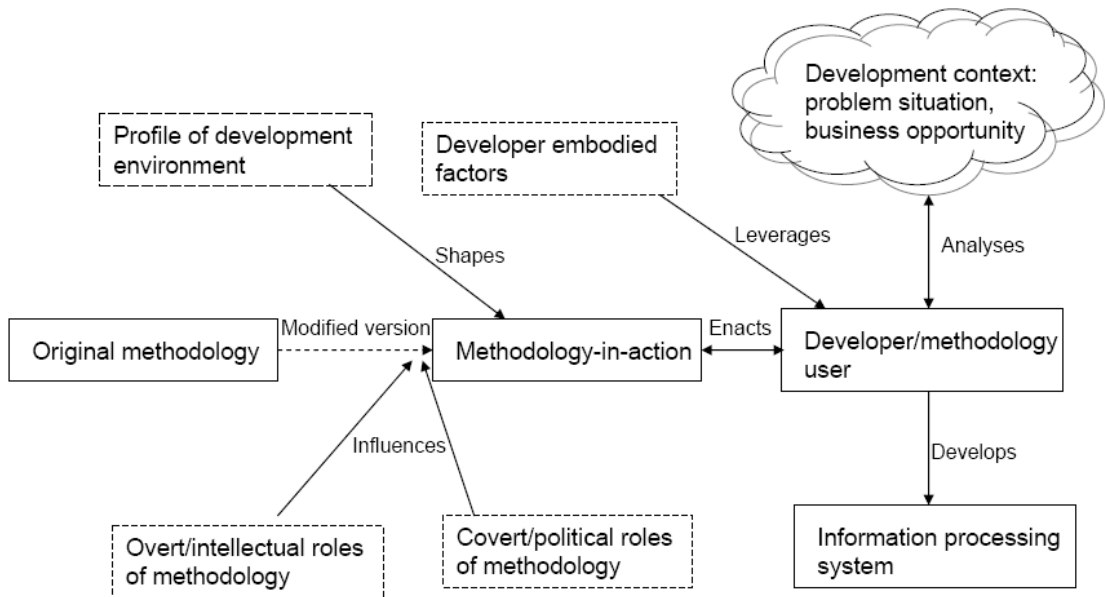 Development context:
problem situation,
business opportunity
Profile of development
environment
Developer embodied
factors
Shapes
Leverages
Analyses
Original methodology
Modified version
Methodology-in-action
Enacts
Developer/methodology
user
Influences
Develops
Overt/intellectual roles
of methodology
Covert/political roles
of methodology
Information processing
system